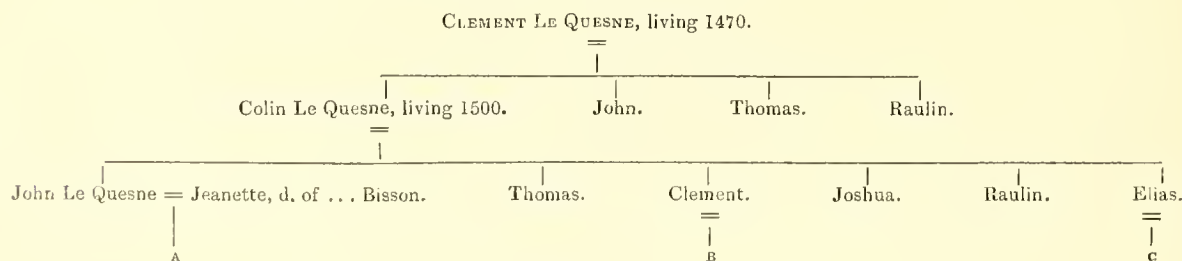 CLEMENT LE QUESNE, living 1470.
=
Colin Le Quesne, living 1500. John. Thomas. Raulin.
=
John Le Quesne = Jeanette, d. of ... Bisson. Thomas. Clement. Joshua. Raulin. Elias.
= =
A B C